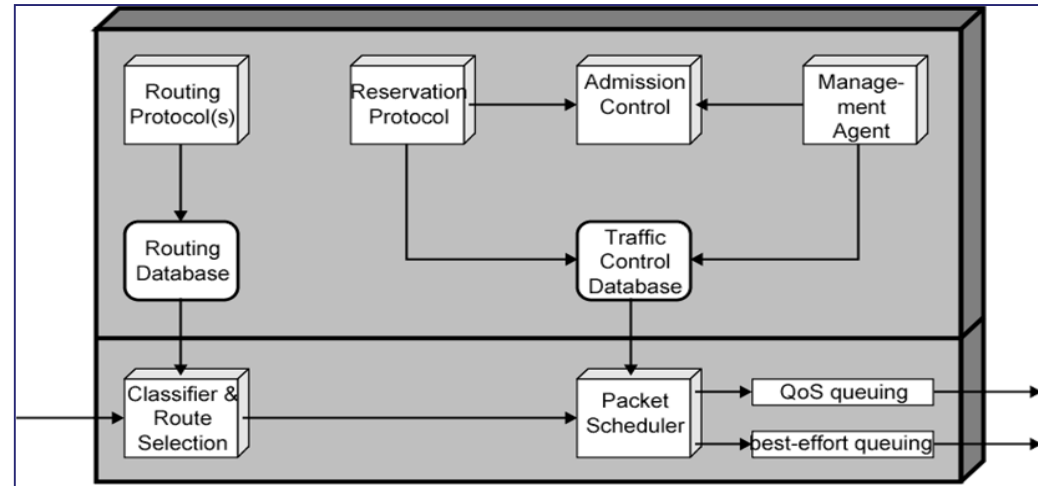 Routing
Protocol(s)
Reservation
Protocol
Admission
Control
Manage-
ment
Agent
Routing
Database
Traffic
Control
Database
Classifier &
Route
Selection
Packet
Scheduler
QoS queuing
best-effort queuing